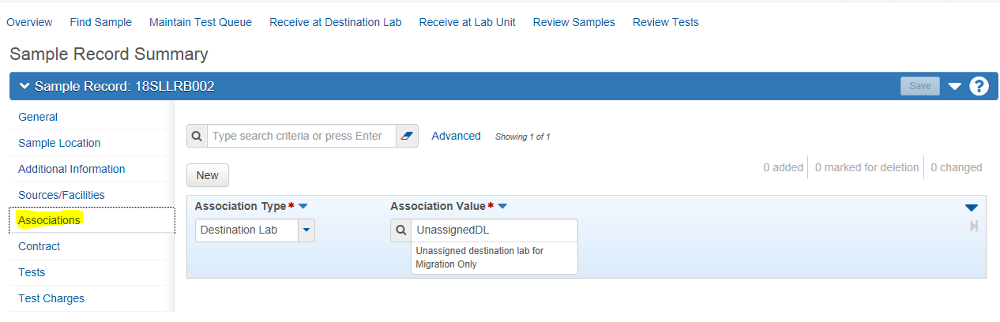 Overview Find Sample Maintain Test Queue Receive at Destination Lab Receive at Lab Unit Review Samples Review Tests
Sample Record Summary
Sample Record: 18SLLRB002 Save ?
General
Sample Location
Additional Information
Sources/Facilities
Associations
Contract
Tests
Test Charges
Type search criteria or press Enter Advanced Showing 1 of 1
New 0 added 0 marked for deletion 0 changed
Association Type* Association Value*
Destination Lab UnassignedDL
Unassigned destination lab for
Migration Only